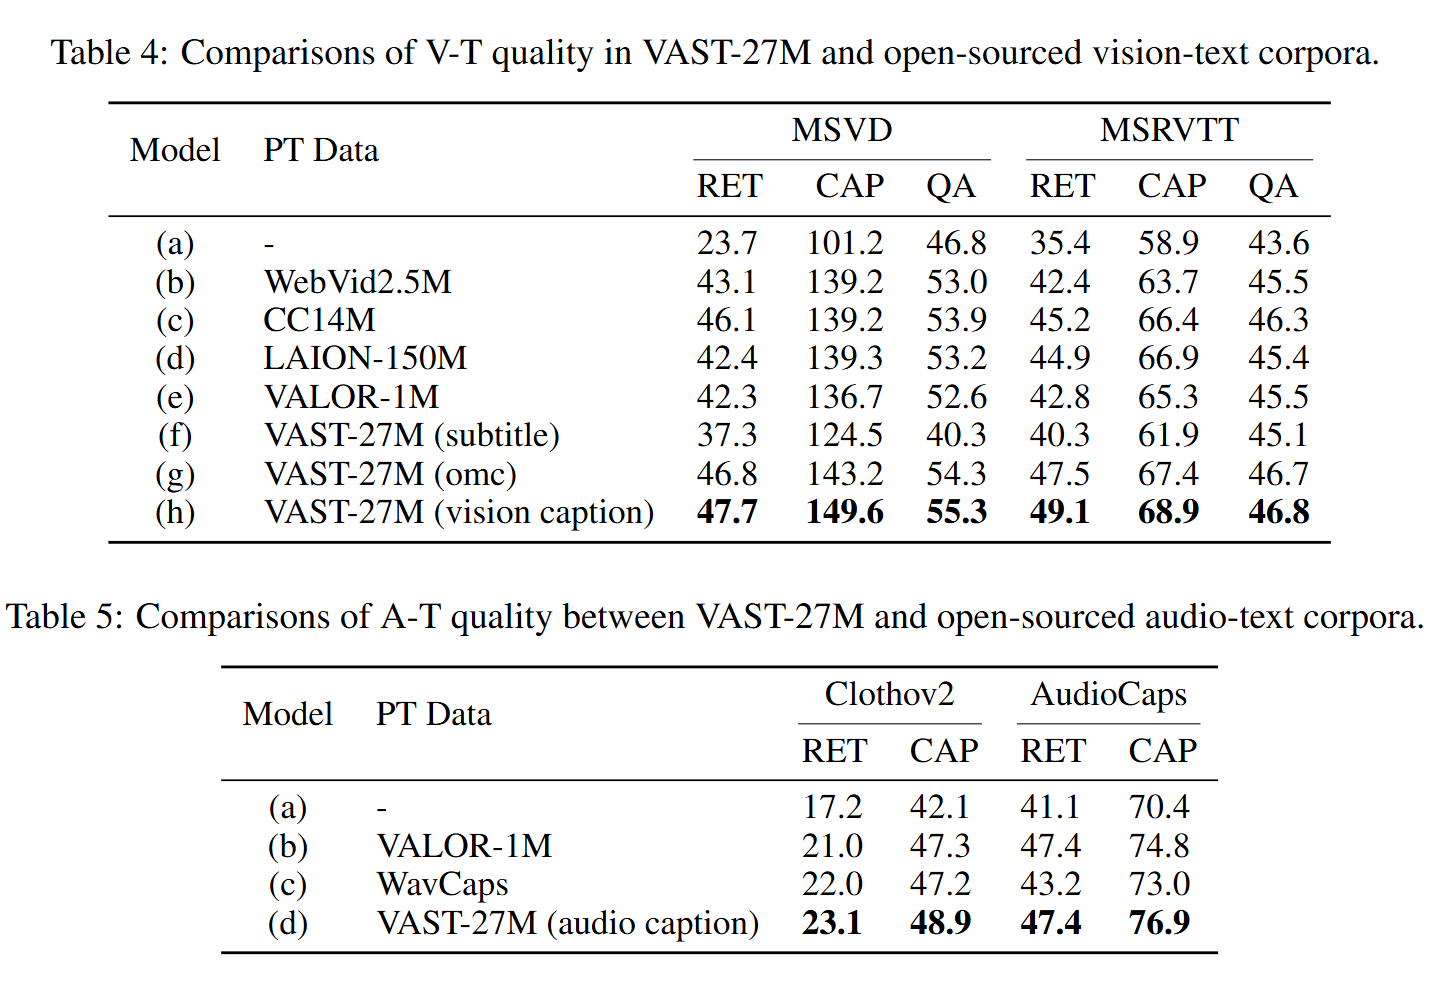 Table 4: Comparisons of V-T quality in VAST-27M and open-sourced vision-text corpora.
Model PT Data MSVD MSRVTT
RET CAP QA RET CAP QA
(a) - 23.7 101.2 46.8 35.4 58.9 43.6
(b) WebVid2.5M 43.1 139.2 53.0 42.4 63.7 45.5
(c) CC14M 46.1 139.2 53.9 45.2 66.4 46.3
(d) LAION-150M 42.4 139.3 53.2 44.9 66.9 45.4
(e) VALOR-1M 42.3 136.7 52.6 42.8 65.3 45.5
(f) VAST-27M (subtitle) 37.3 124.5 40.3 40.3 61.9 45.1
(g) VAST-27M (omc) 46.8 143.2 54.3 47.5 67.4 46.7
(h) VAST-27M (vision caption) 47.7 149.6 55.3 49.1 68.9 46.8
Table 5: Comparisons of A-T quality between VAST-27M and open-sourced audio-text corpora.
Model PT Data Clothov2 AudioCaps
RET CAP RET CAP
(a) - 17.2 42.1 41.1 70.4
(b) VALOR-1M 21.0 47.3 47.4 74.8
(c) WavCaps 22.0 47.2 43.2 73.0
(d) VAST-27M (audio caption) 23.1 48.9 47.4 76.9